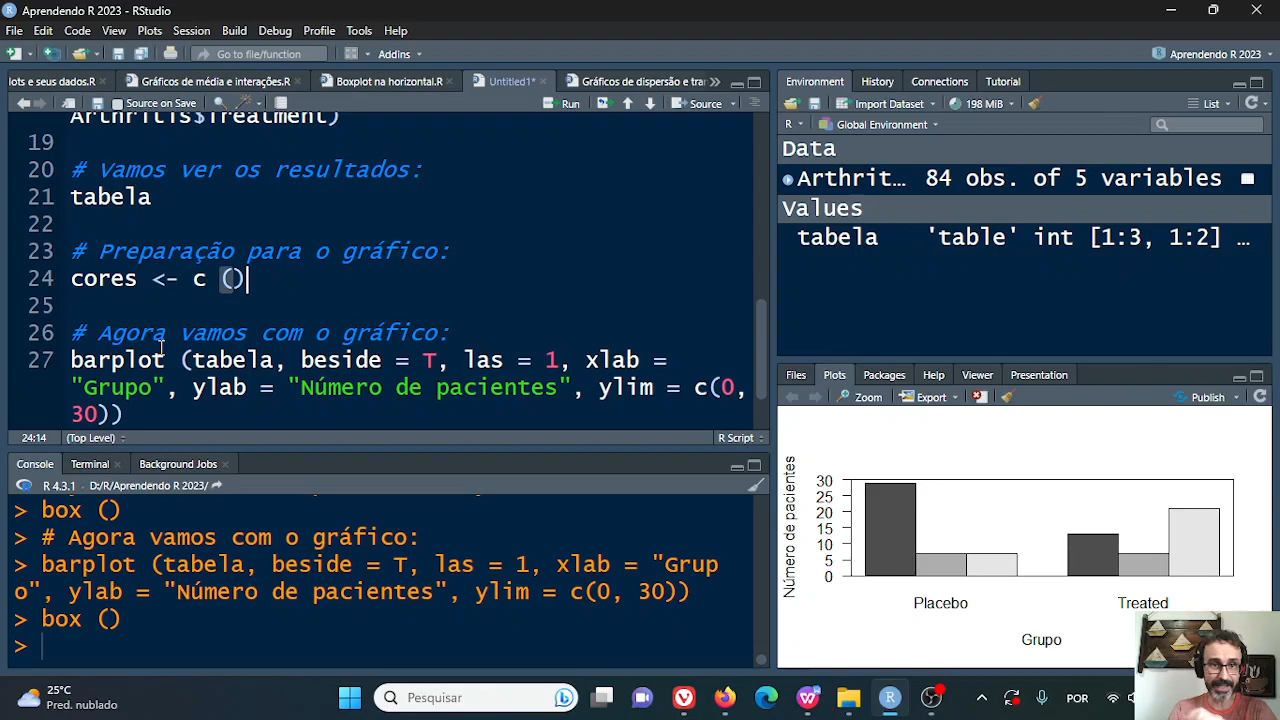 Aprendendo R 2023 - RStudio
File Edit Code View Plots Session Build Debug Profile Tools Help
Go to file/function Addins Aprendendo R 2023
lots e seus dados.R Gráficos de média e interações.R Boxplot na horizontal.R Untitled1* Gráficos de dispersão e tra
Source on Save Run Source
Arthritis$Treatment)
19
20 # Vamos ver os resultados:
21 tabela
22
23 # Preparação para o gráfico:
24 cores <- c ()
25
26 # Agora vamos com o gráfico:
27 barplot (tabela, beside = T, las = 1, xlab =
"Grupo", ylab = "Número de pacientes", ylim = c(0,
30))
24:14 (Top Level) R Script
Console Terminal Background Jobs
R 4.3.1 · D:/R/Aprendendo R 2023/
> box ()
> # Agora vamos com o gráfico:
> barplot (tabela, beside = T, las = 1, xlab = "Grup
o", ylab = "Número de pacientes", ylim = c(0, 30))
> box ()
>
Environment History Connections Tutorial
Import Dataset 198 MiB List
R Global Environment
Data
Arthrit… 84 obs. of 5 variables
Values
tabela 'table' int [1:3, 1:2] …
Files Plots Packages Help Viewer Presentation
Zoom Export Publish
Número de pacientes
30
25
20
15
10
5
0
Placebo Treated
Grupo
25°C
Pred. nublado
Pesquisar
POR